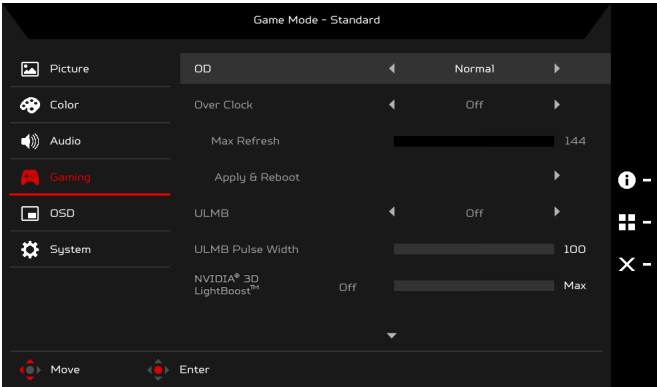 Game Mode - Standard
Picture
OD Normal
Color
Over Clock Off
Audio
Max Refresh 144
Gaming
Apply & Reboot
OSD
ULMB Off
System
ULMB Pulse Width 100
NVIDIA® 3D
LightBoost™ Off Max
Move Enter